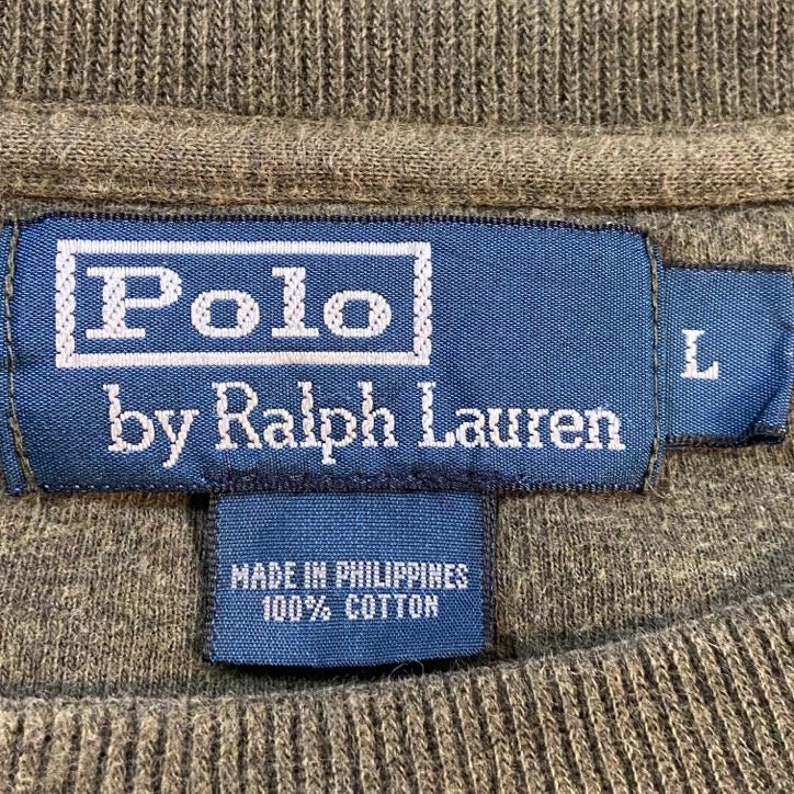 Polo
by Ralph Lauren
L
MADE IN PHILIPPINES
100% COTTON